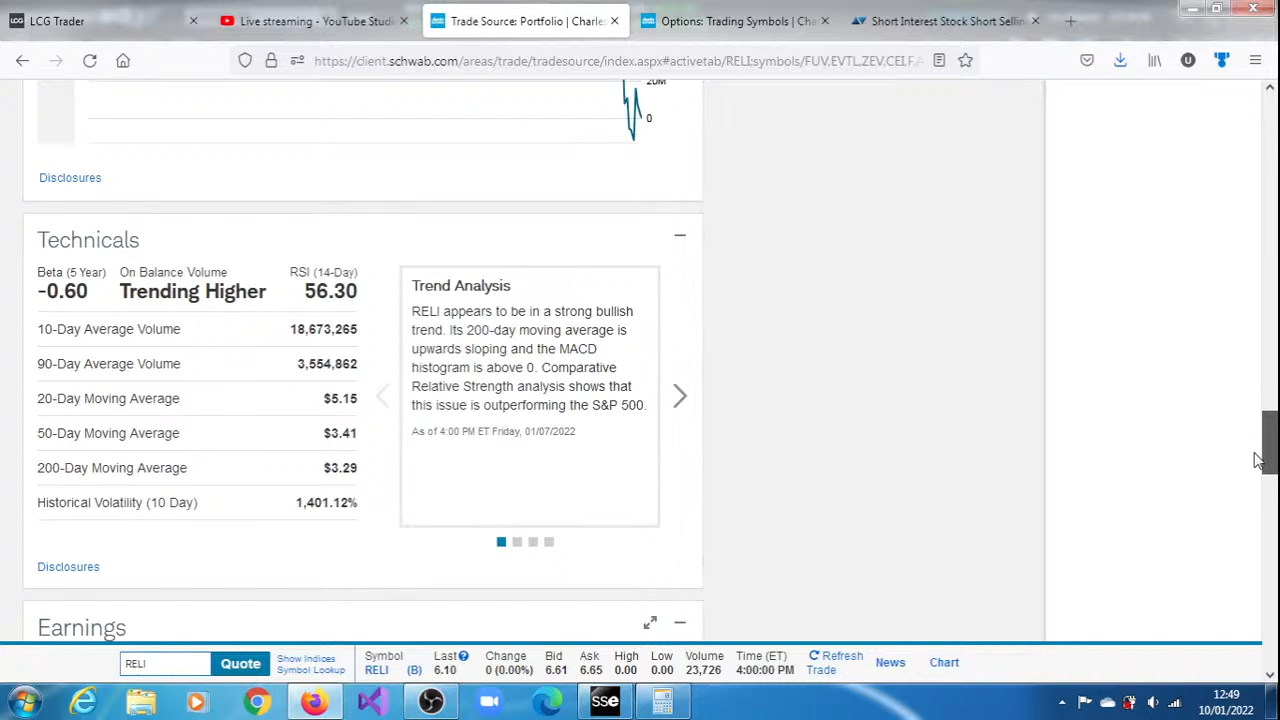 LCG LCG Trader
Live streaming - YouTube Studi
Trade Source: Portfolio | Charle
Options: Trading Symbols | Cha
Short Interest Stock Short Sellin
https://client.schwab.com/areas/trade/tradesource/index.aspx#activetab/RELI;symbols/FUV,EVTL,ZEV,CEI,F,A
20M
0
Disclosures
Technicals
Beta (5 Year) On Balance Volume RSI (14-Day)
-0.60 Trending Higher 56.30
10-Day Average Volume 18,673,265
90-Day Average Volume 3,554,862
20-Day Moving Average $5.15
50-Day Moving Average $3.41
200-Day Moving Average $3.29
Historical Volatility (10 Day) 1,401.12%
Trend Analysis
RELI appears to be in a strong bullish
trend. Its 200-day moving average is
upwards sloping and the MACD
histogram is above 0. Comparative
Relative Strength analysis shows that
this issue is outperforming the S&P 500.
As of 4:00 PM ET Friday, 01/07/2022
Disclosures
Earnings
RELI Quote
Show Indices
Symbol Lookup
Symbol Last Change Bid Ask High Low Volume Time (ET) Refresh
RELI (B) 6.10 0 (0.00%) 6.61 6.65 0.00 0.00 23,726 4:00:00 PM Trade
News Chart
sse
12:49
10/01/2022